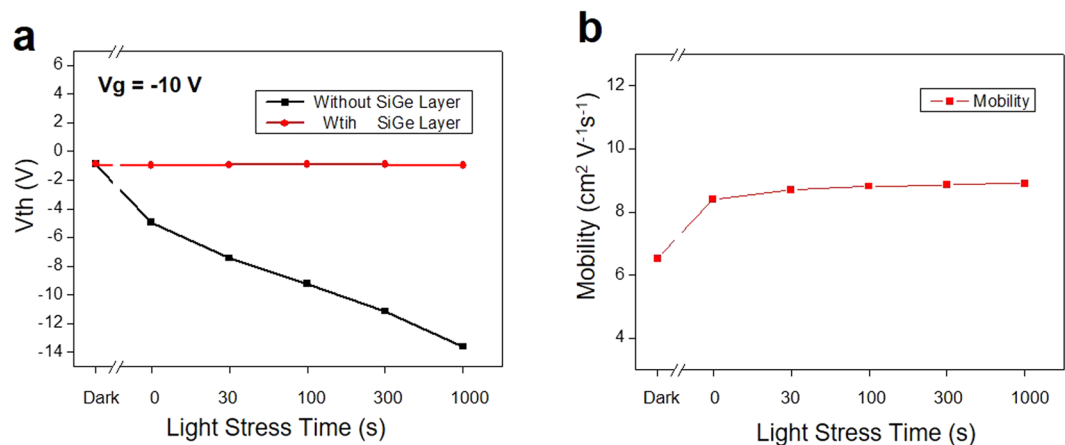 a
Vg = -10 V
Without SiGe Layer
Wtih SiGe Layer
6
4
2
0
-2
-4
-6
-8
-10
-12
-14
Vth (V)
Dark 0 30 100 300 1000
Light Stress Time (s)
b
Mobility
12
10
8
6
4
Mobility (cm² V⁻¹s⁻¹)
Dark 0 30 100 300 1000
Light Stress Time (s)